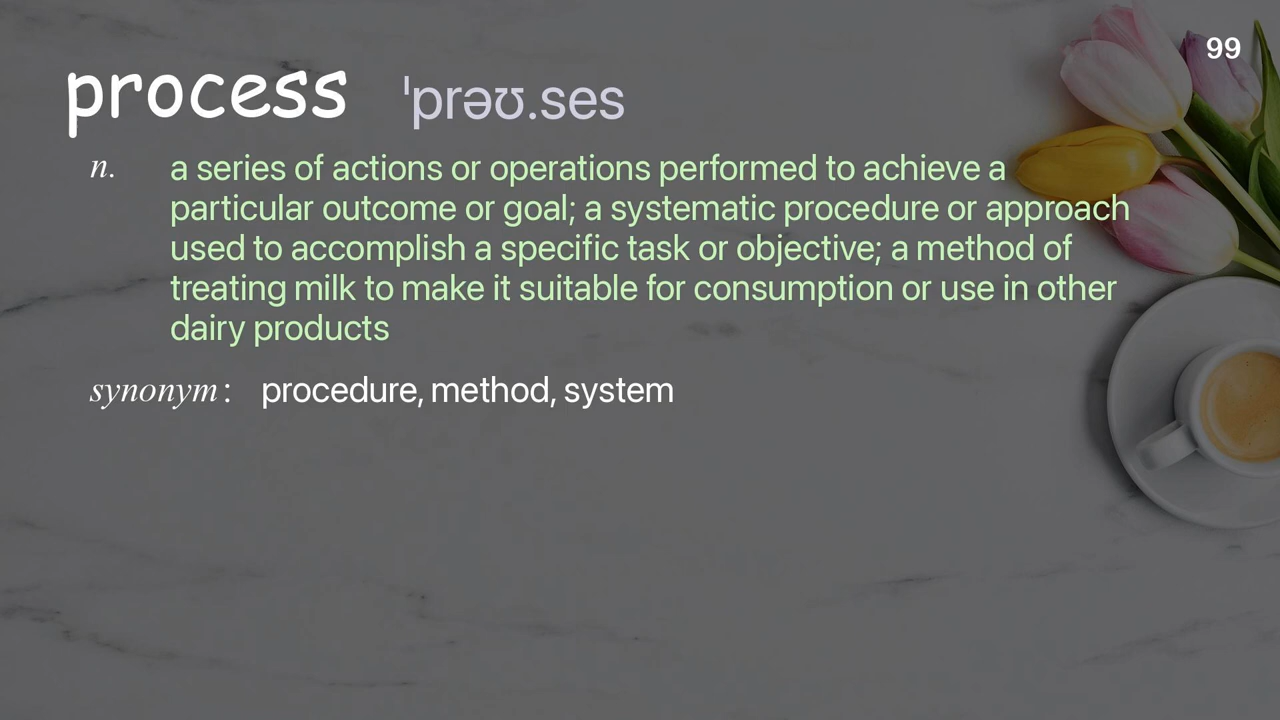 99
process ˈprəʊ.ses
n. a series of actions or operations performed to achieve a
particular outcome or goal; a systematic procedure or approach
used to accomplish a specific task or objective; a method of
treating milk to make it suitable for consumption or use in other
dairy products
synonym: procedure, method, system